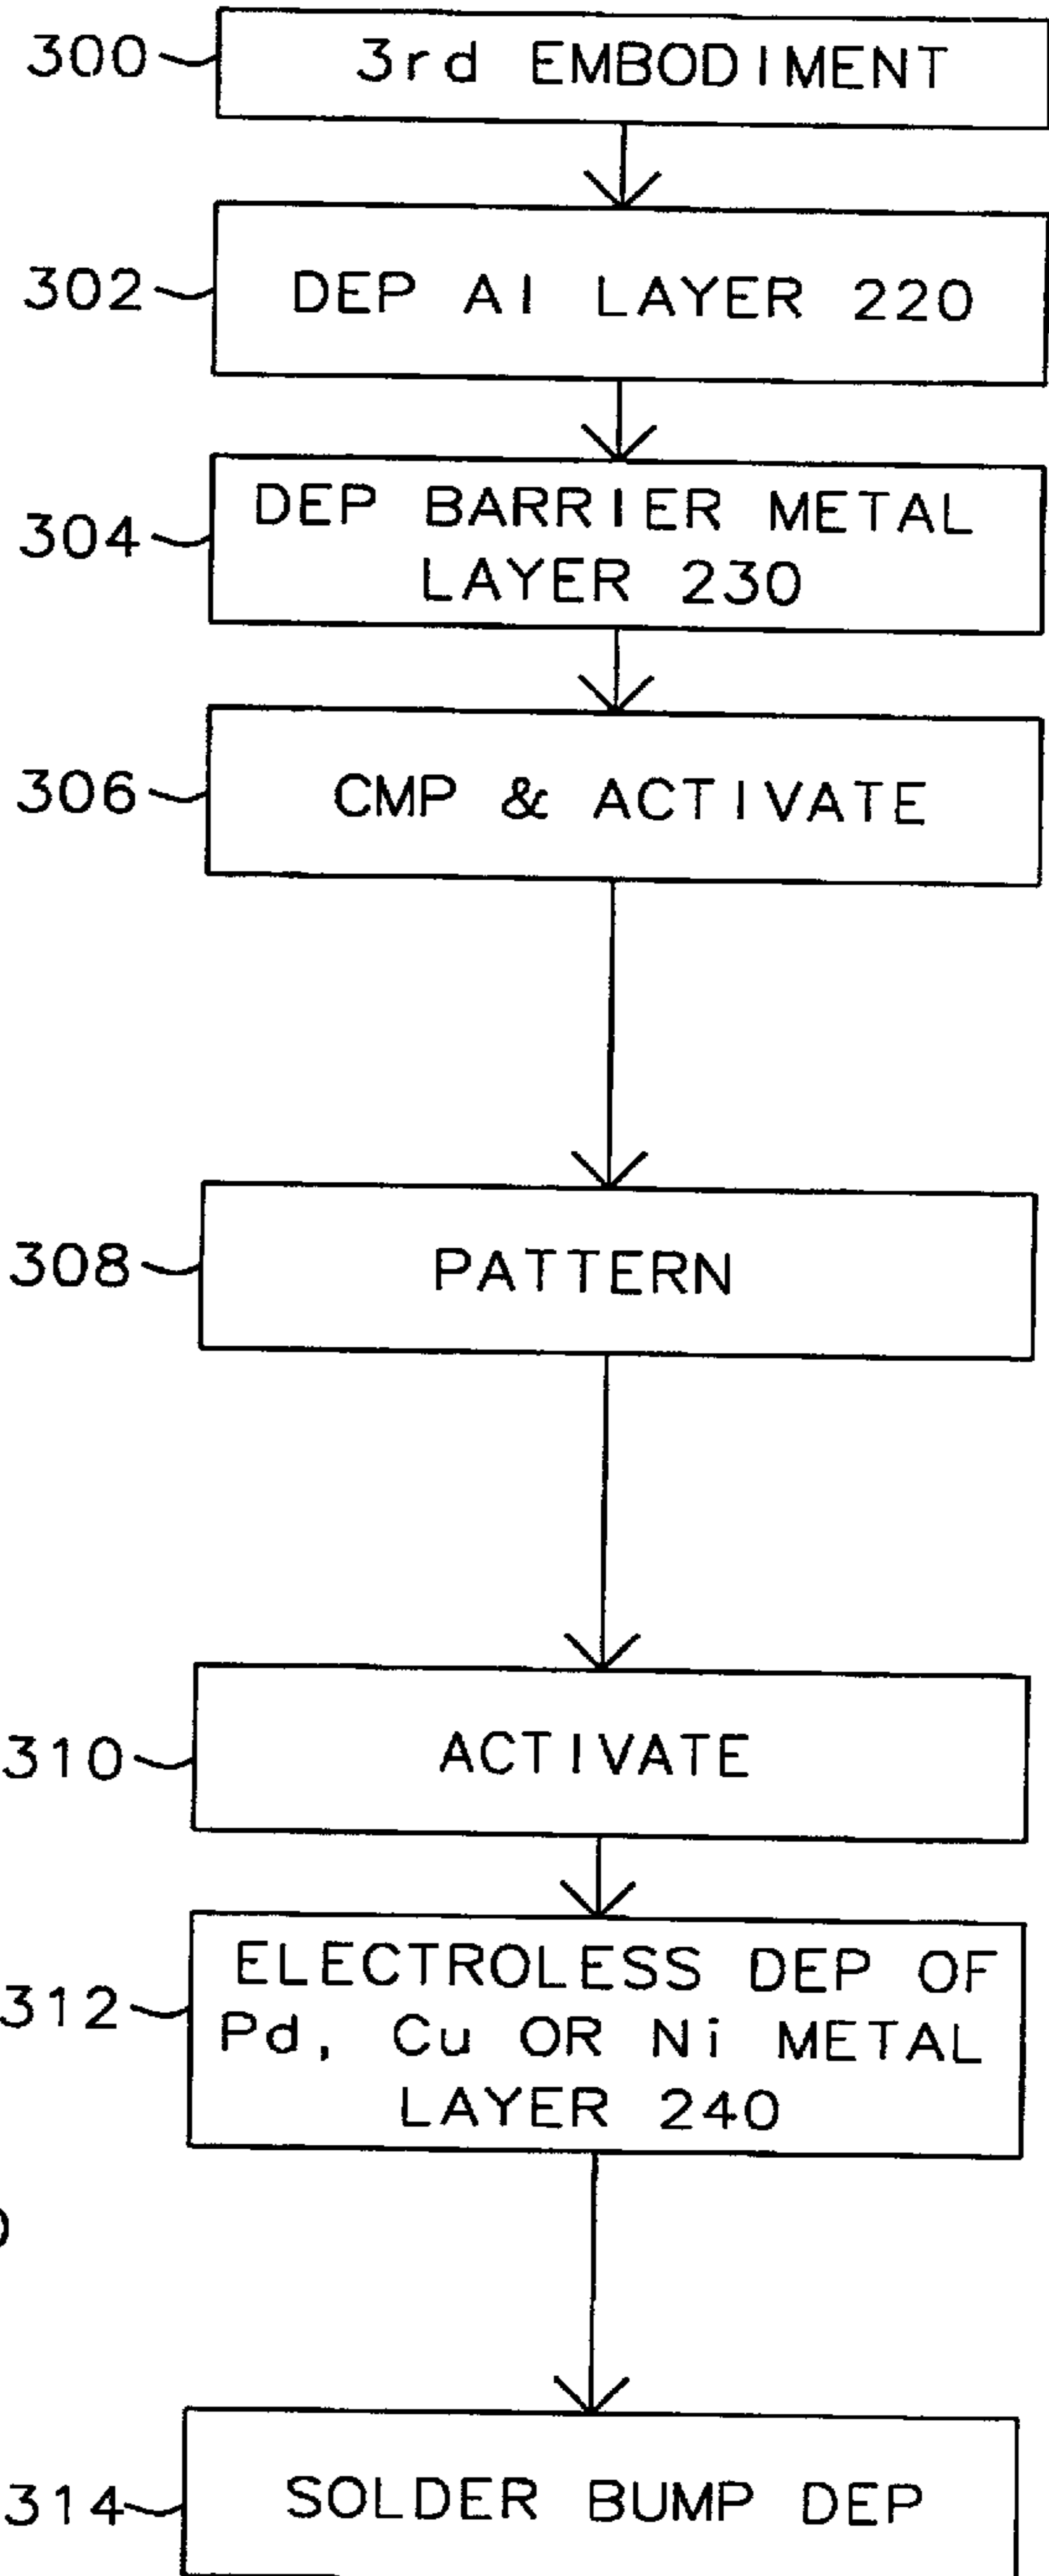 300
3rd EMBODIMENT
302
DEP Al LAYER 220
304
DEP BARRIER METAL
LAYER 230
306
CMP & ACTIVATE
308
PATTERN
310
ACTIVATE
312
ELECTROLESS DEP OF
Pd, Cu OR Ni METAL
LAYER 240
314
SOLDER BUMP DEP